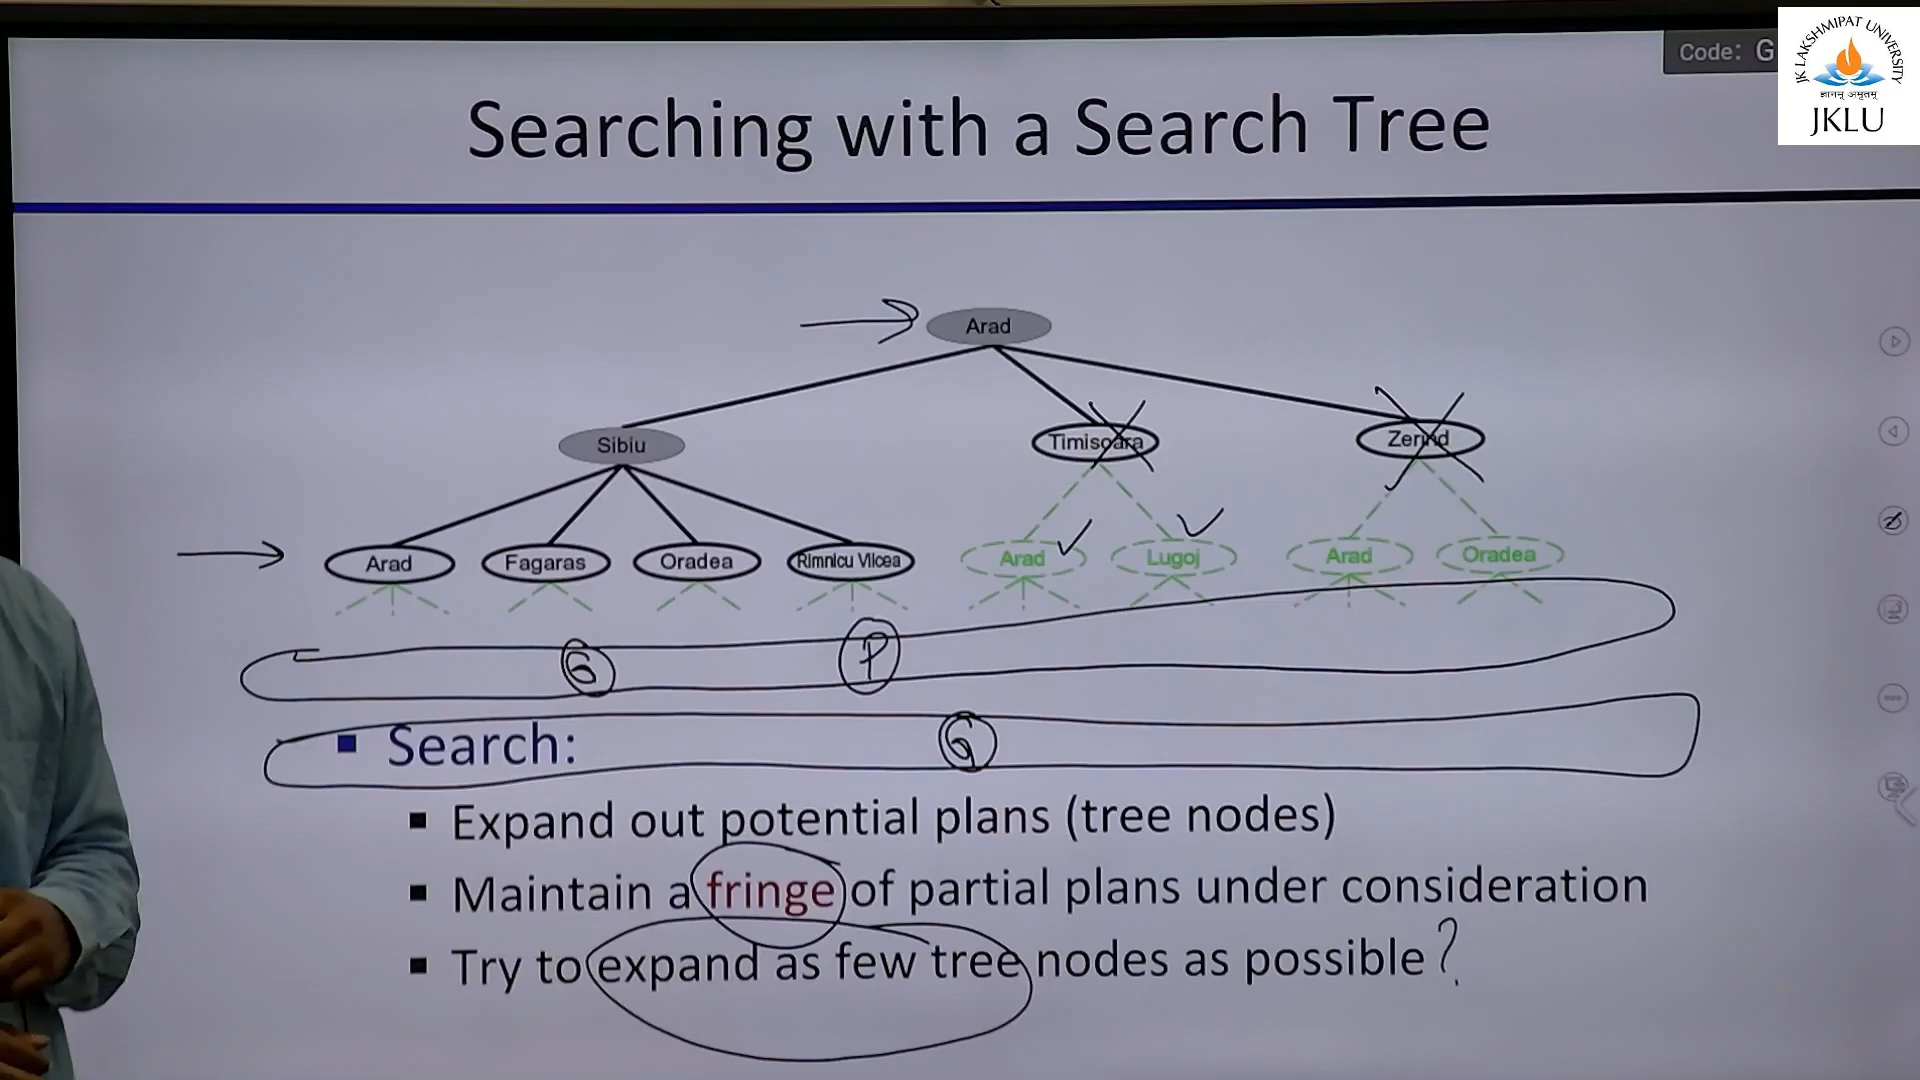 Code: G
JK LAKSHMIPAT UNIVERSITY
ज्ञानम् अमृतम्
JKLU
Searching with a Search Tree
Arad
Sibiu
Timisoara
Zerind
Arad
Fagaras
Oradea
Rimnicu Vilcea
Arad
Lugoj
Arad
Oradea
G P
▪ Search: G
▪ Expand out potential plans (tree nodes)
▪ Maintain a fringe of partial plans under consideration
▪ Try to expand as few tree nodes as possible?